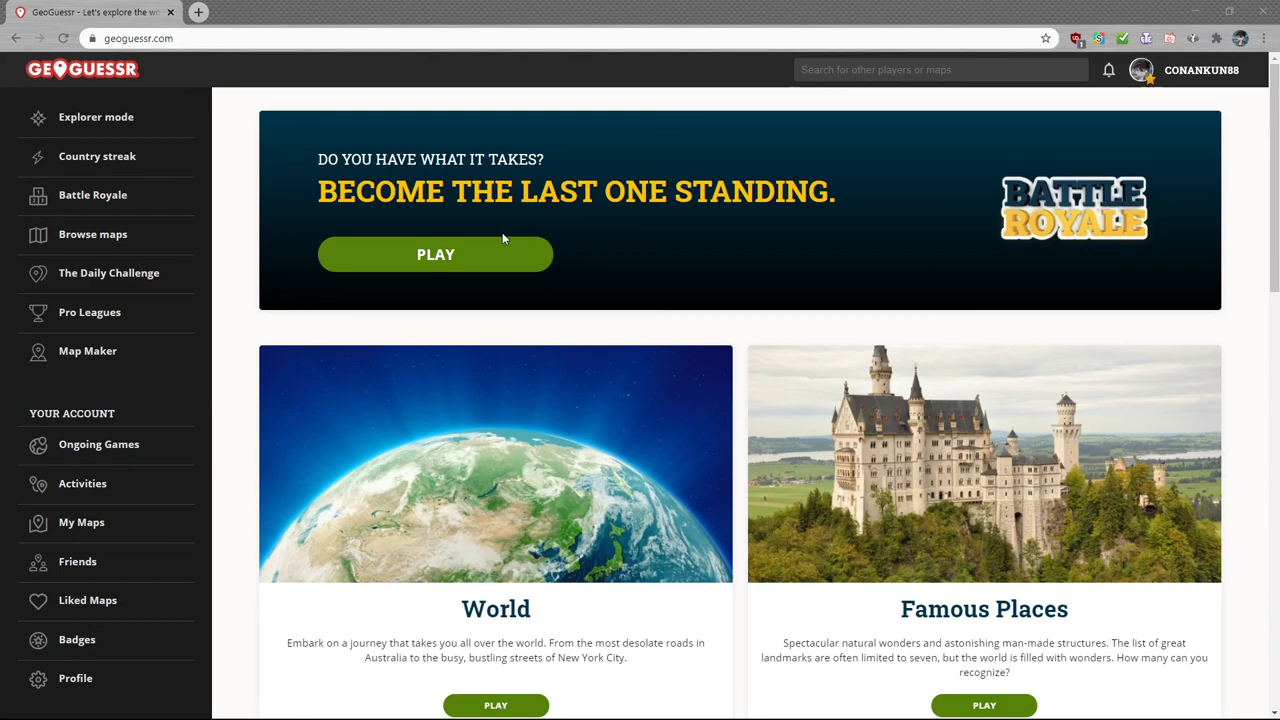 GeoGuessr - Let's explore the wo
geoguessr.com
GEOGUESSR
Search for other players or maps
CONANKUN88
Explorer mode
Country streak
Battle Royale
Browse maps
The Daily Challenge
Pro Leagues
Map Maker
YOUR ACCOUNT
Ongoing Games
Activities
My Maps
Friends
Liked Maps
Badges
Profile
DO YOU HAVE WHAT IT TAKES?
BECOME THE LAST ONE STANDING.
PLAY
BATTLE
ROYALE
World
Embark on a journey that takes you all over the world. From the most desolate roads in
Australia to the busy, bustling streets of New York City.
PLAY
Famous Places
Spectacular natural wonders and astonishing man-made structures. The list of great
landmarks are often limited to seven, but the world is filled with wonders. How many can you
recognize?
PLAY